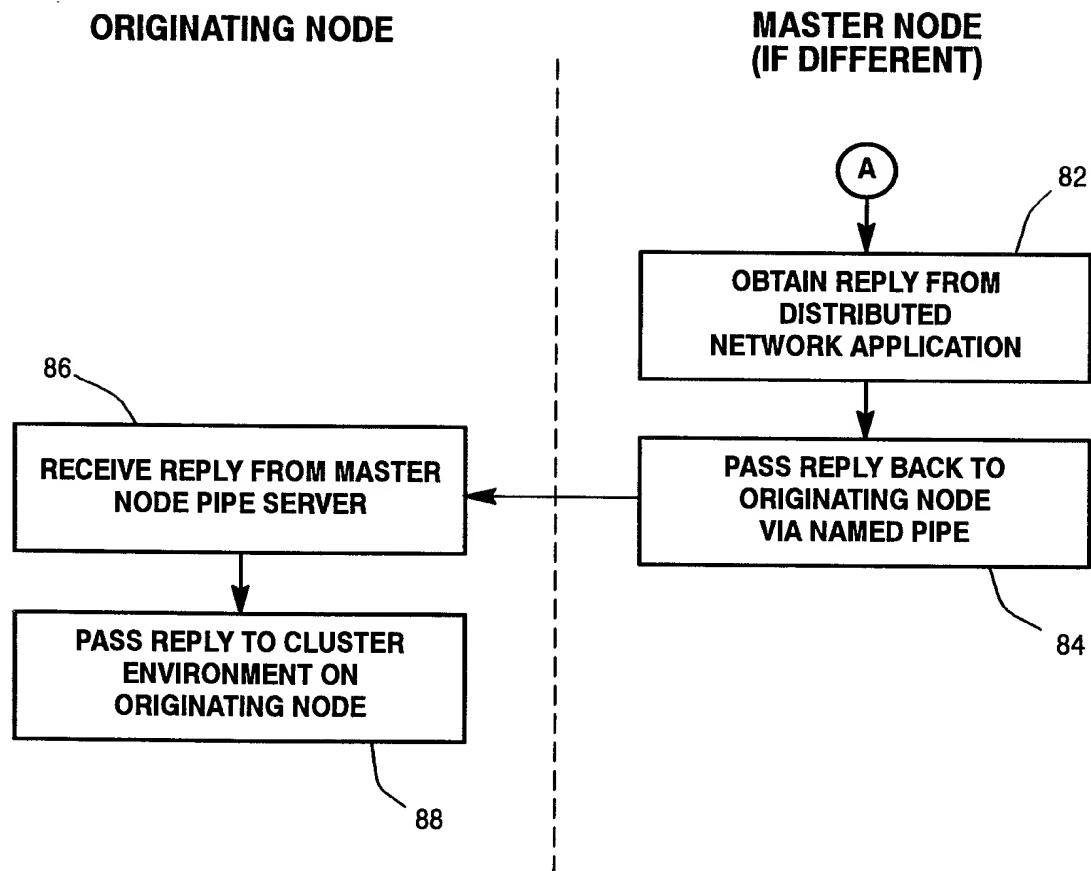 ORIGINATING NODE
MASTER NODE
(IF DIFFERENT)
A
82
OBTAIN REPLY FROM
DISTRIBUTED
NETWORK APPLICATION
86
RECEIVE REPLY FROM MASTER
NODE PIPE SERVER
PASS REPLY BACK TO
ORIGINATING NODE
VIA NAMED PIPE
84
PASS REPLY TO CLUSTER
ENVIRONMENT ON
ORIGINATING NODE
88